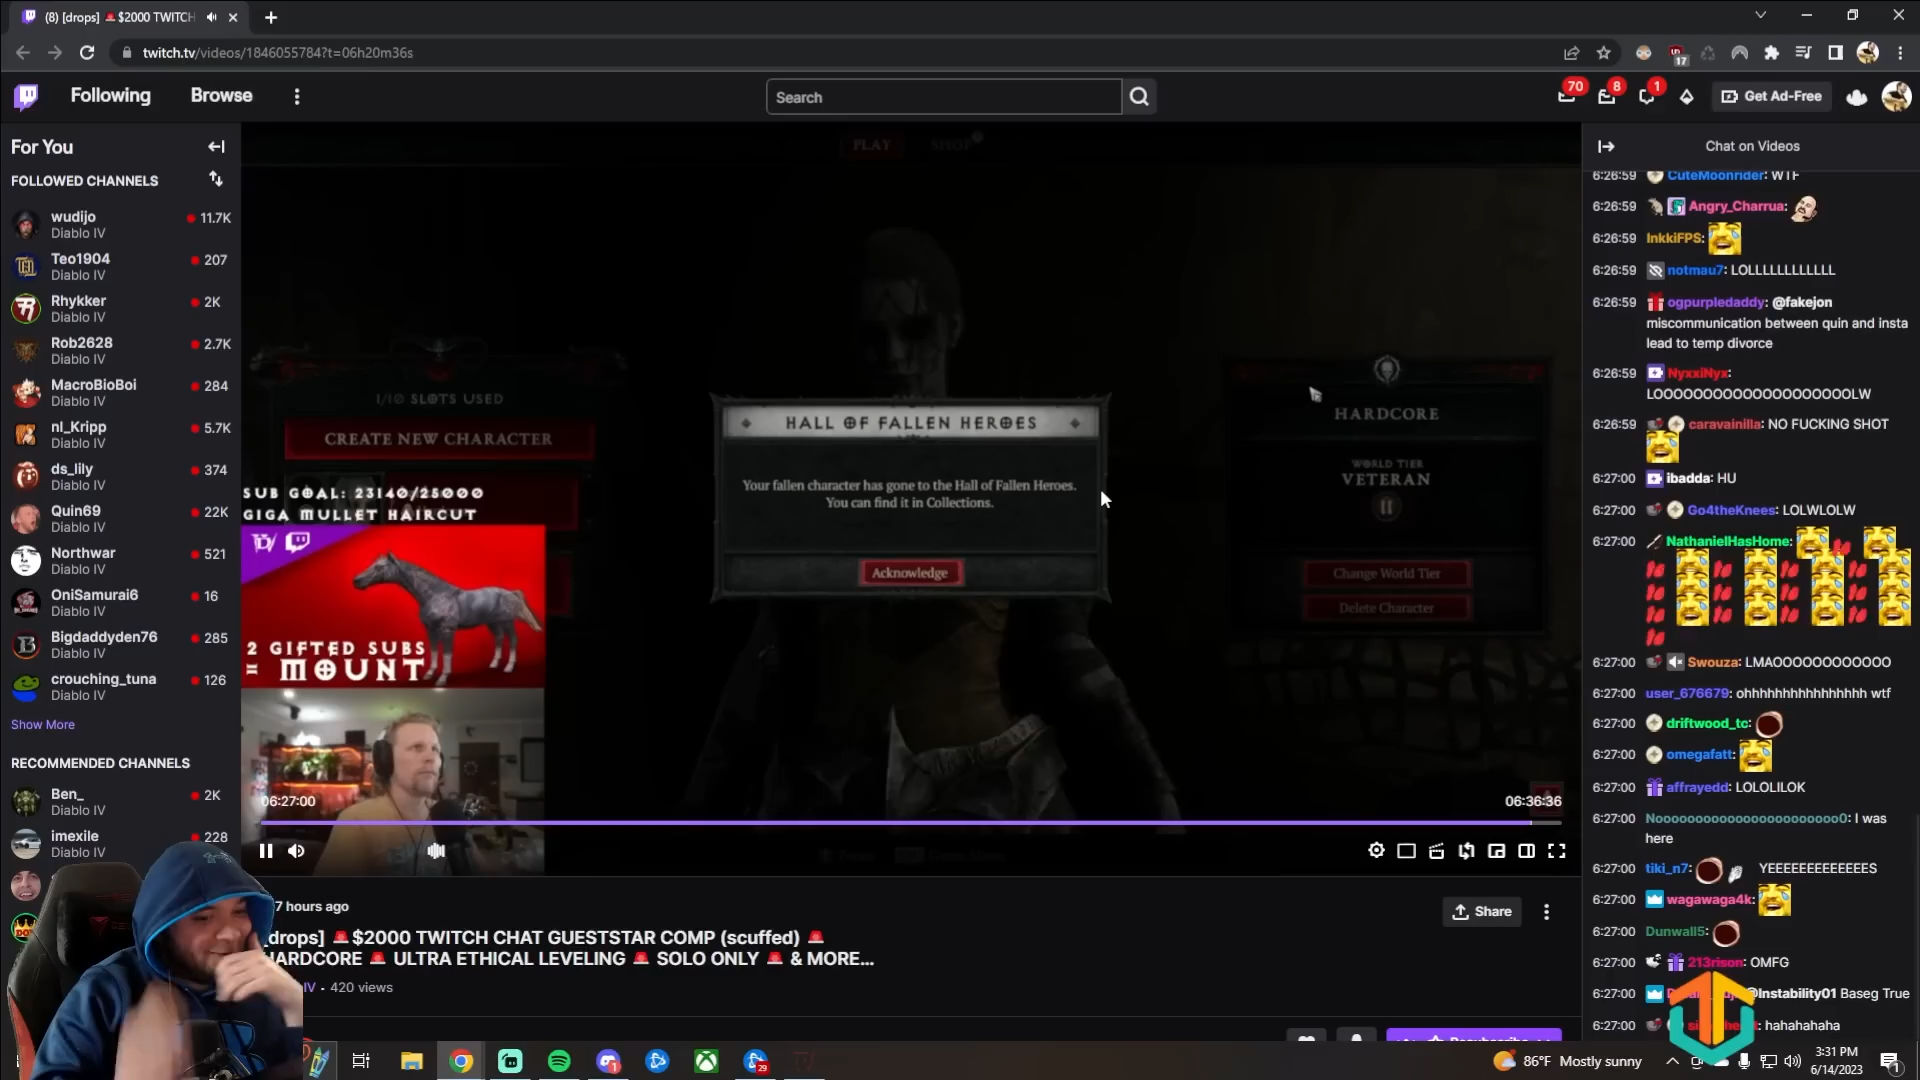 (8) [drops] 🚨$2000 TWITCH
twitch.tv/videos/1846055784?t=06h20m36s
17
Following
Browse
Search
70
8
1
Get Ad-Free
For You
FOLLOWED CHANNELS
wudijo
11.7K
Diablo IV
Teo1904
207
Diablo IV
Rhykker
2K
Diablo IV
Rob2628
2.7K
Diablo IV
MacroBioBoi
284
Diablo IV
nl_Kripp
5.7K
Diablo IV
ds_lily
374
Diablo IV
Quin69
22K
Diablo IV
Northwar
521
Diablo IV
OniSamurai6
16
Diablo IV
Bigdaddyden76
285
Diablo IV
crouching_tuna
126
Diablo IV
Show More
RECOMMENDED CHANNELS
Ben_
2K
Diablo IV
imexile
228
Diablo IV
PLAY
SHOP
1/10 SLOTS USED
CREATE NEW CHARACTER
SUB GOAL: 23140/25000
GIGA MULLET HAIRCUT
2 GIFTED SUBS
= MOUNT
HALL OF FALLEN HEROES
Your fallen character has gone to the Hall of Fallen Heroes.
You can find it in Collections.
Acknowledge
HARDCORE
WORLD TIER
VETERAN
II
Change World Tier
Delete Character
06:27:00
06:36:36
7 hours ago
[drops] 🚨$2000 TWITCH CHAT GUESTSTAR COMP (scuffed) 🚨
HARDCORE 🚨 ULTRA ETHICAL LEVELING 🚨 SOLO ONLY 🚨 & MORE...
IV • 420 views
Share
Chat on Videos
6:26:59 CuteMoonrider: WTF
6:26:59 Angry_Charrua:
InkkiFPS:
6:26:59 notmau7: LOLLLLLLLLLLL
6:26:59 ogpurpledaddy: @fakejon
miscommunication between quin and insta
lead to temp divorce
6:26:59 NyxxiNyx:
LOOOOOOOOOOOOOOOOOOOLW
6:26:59 caravainilla: NO FUCKING SHOT
6:27:00 ibadda: HU
6:27:00 Go4theKnees: LOLWLOLW
6:27:00 NathanielHasHome:
6:27:00 Swouza: LMAOOOOOOOOOOOO
6:27:00 user_676679: ohhhhhhhhhhhhhhhh wtf
6:27:00 driftwood_tc:
6:27:00 omegafatt:
6:27:00 affrayedd: LOLOLILOK
6:27:00 Nooooooooooooooooooooooo0: I was
here
6:27:00 tiki_n7: YEEEEEEEEEEEEES
6:27:00 wagawaga4k:
6:27:00 Dunwall5:
6:27:00 213rison: OMFG
6:27:00 @Instability01 Baseg True
6:27:00 hahahahaha
86°F Mostly sunny
3:31 PM
6/14/2023
29
1